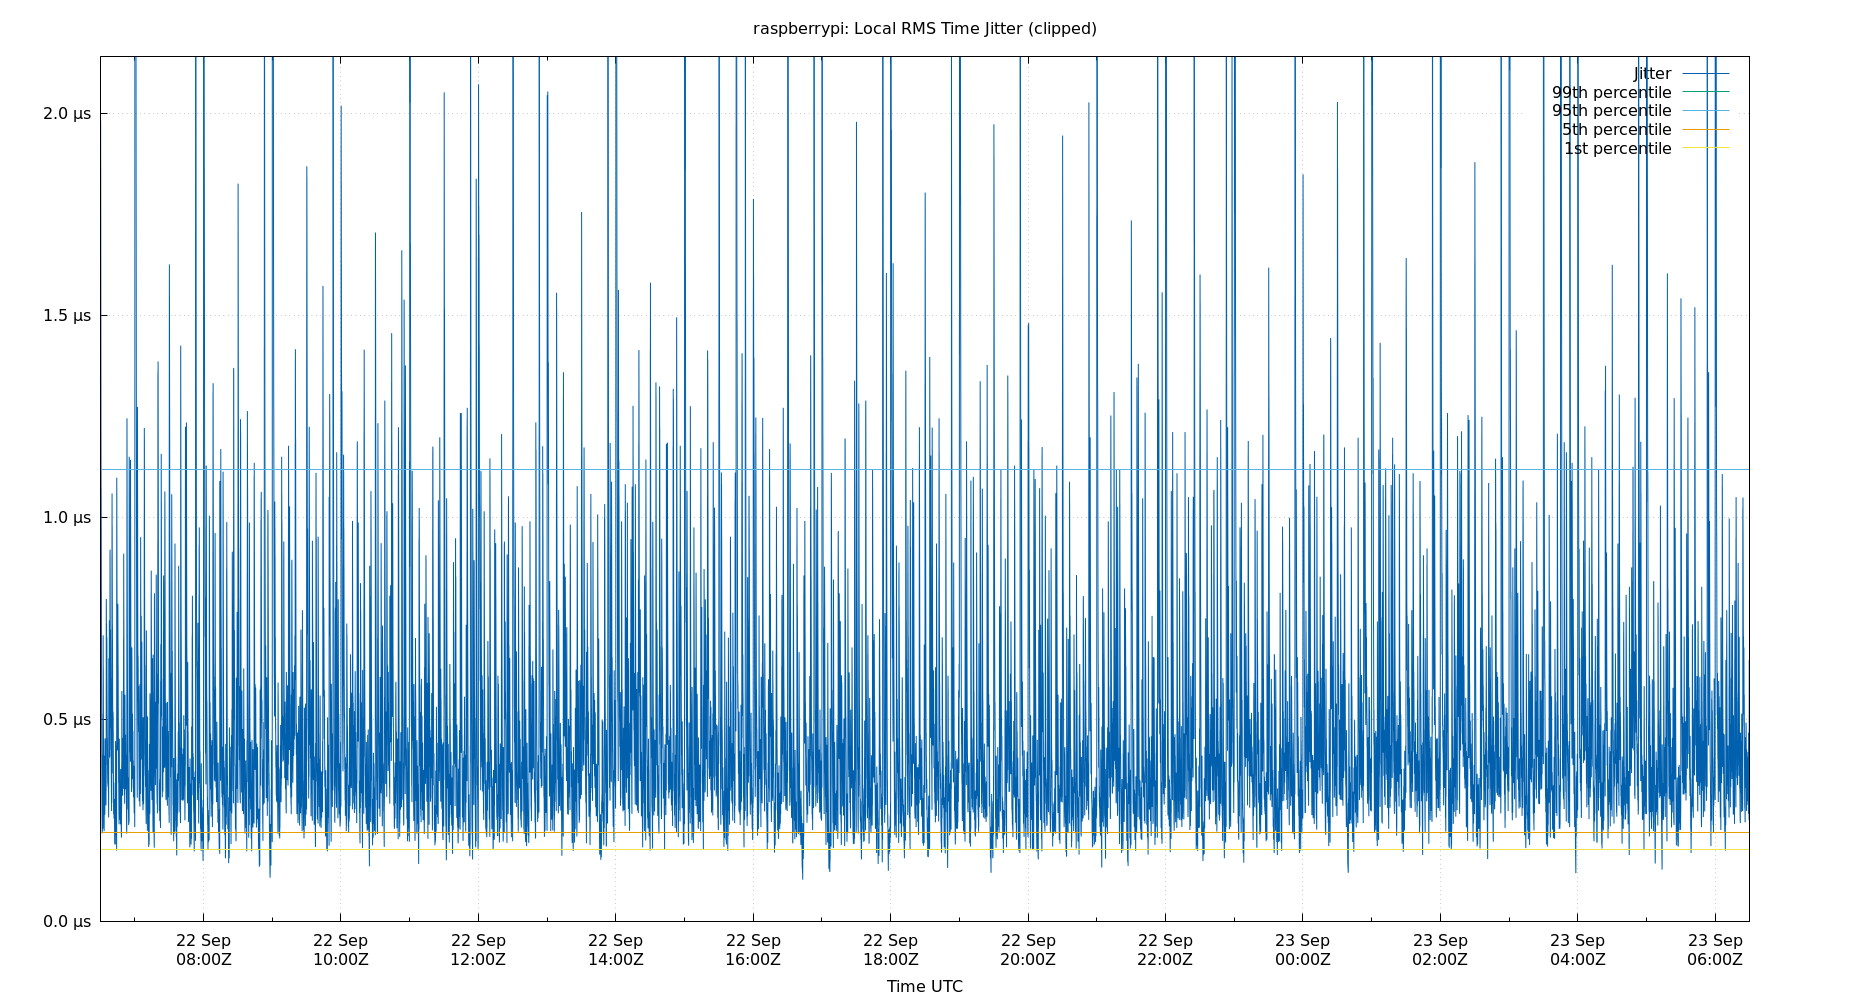 raspberrypi: Local RMS Time Jitter (clipped)
Jitter
99th percentile
95th percentile
5th percentile
1st percentile
2.0 µs
1.5 µs
1.0 µs
0.5 µs
0.0 µs
22 Sep 22 Sep 22 Sep 22 Sep 22 Sep 22 Sep 22 Sep 22 Sep 23 Sep 23 Sep 23 Sep 23 Sep
08:00Z 10:00Z 12:00Z 14:00Z 16:00Z 18:00Z 20:00Z 22:00Z 00:00Z 02:00Z 04:00Z 06:00Z
Time UTC